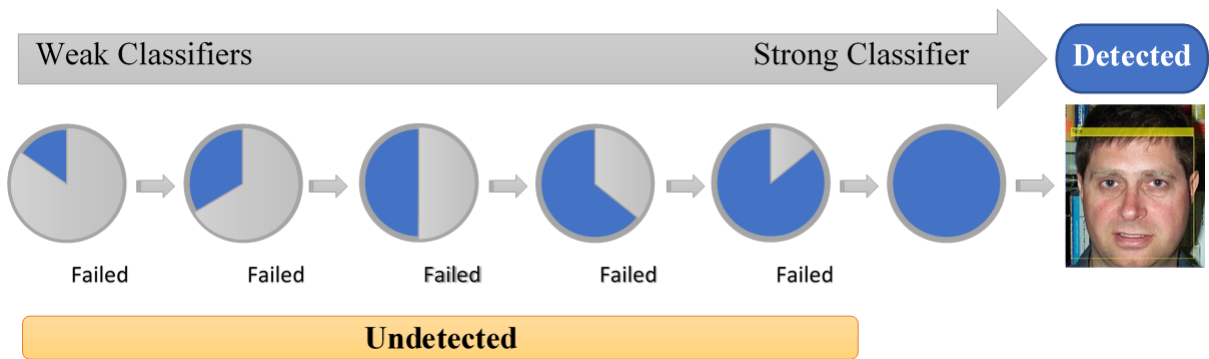 Weak Classifiers
Strong Classifier
Detected
Failed
Failed
Failed
Failed
Failed
Undetected